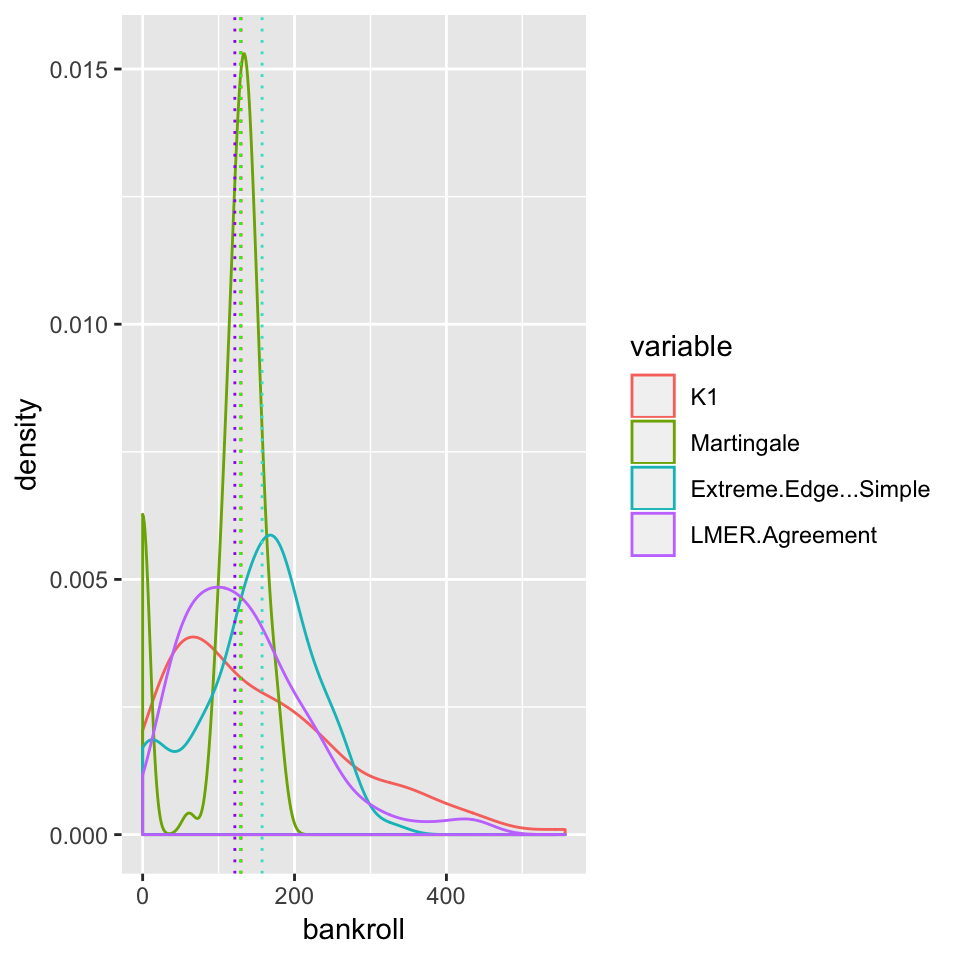 0.015
0.010
0.005
0.000
density
0 200 400
bankroll
variable
K1
Martingale
Extreme.Edge...Simple
LMER.Agreement